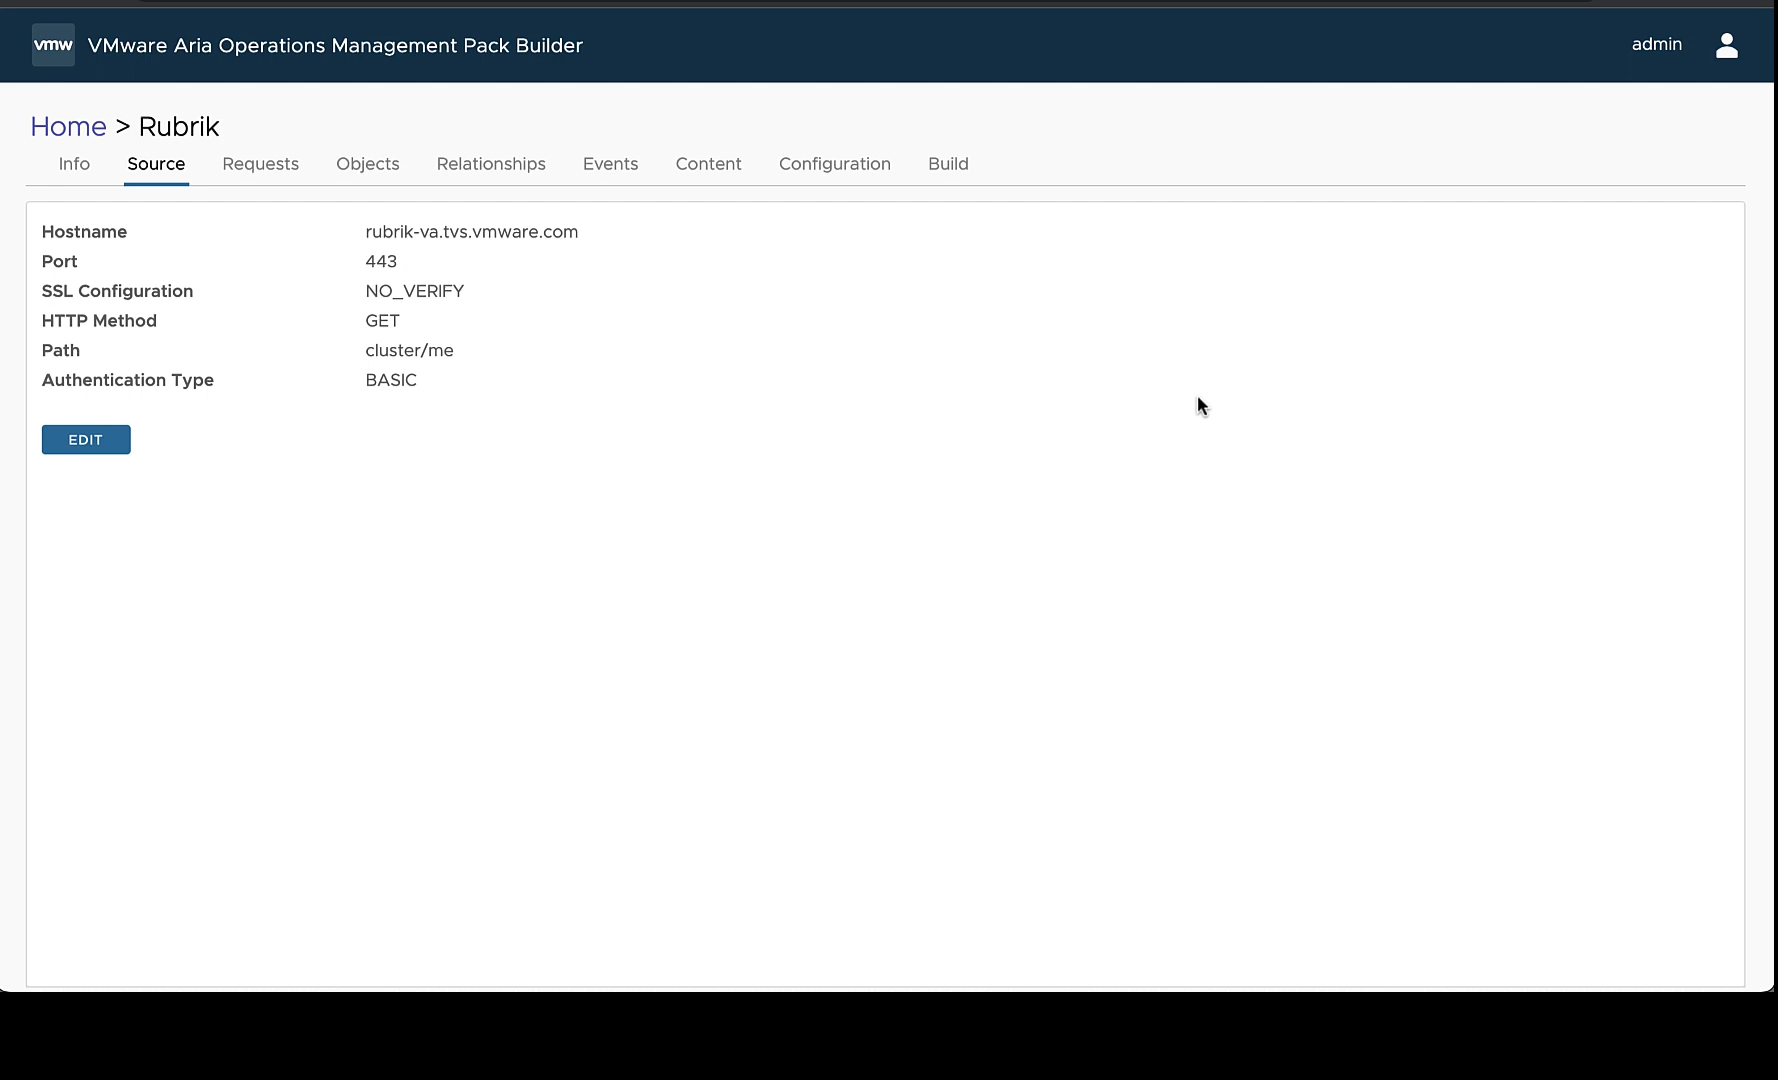 vmw VMware Aria Operations Management Pack Builder admin
Home > Rubrik
Info Source Requests Objects Relationships Events Content Configuration Build
Hostname rubrik-va.tvs.vmware.com
Port 443
SSL Configuration NO_VERIFY
HTTP Method GET
Path cluster/me
Authentication Type BASIC
EDIT